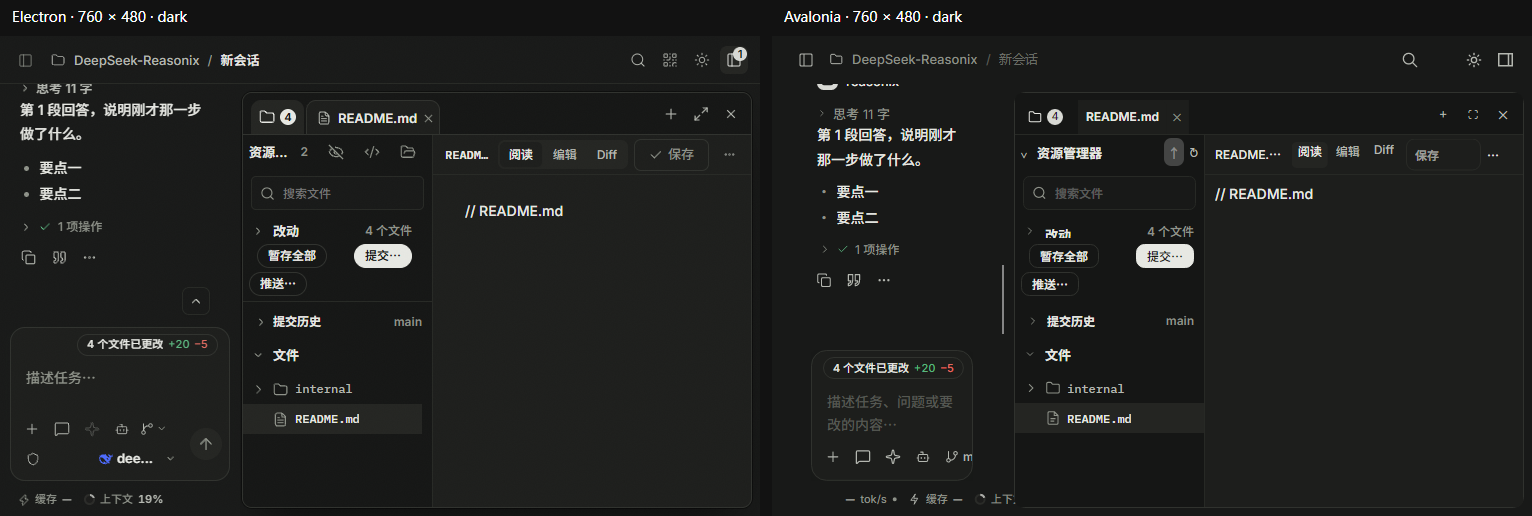 Electron · 760 × 480 · dark
DeepSeek-Reasonix / 新会话
1
思考 11 字
第 1 段回答，说明刚才那一步
做了什么。
要点一
要点二
1 项操作
4 个文件已更改 +20 −5
描述任务…
dee...
缓存 — 上下文 19%
4
README.md
资源... 2
搜索文件
改动 4 个文件
暂存全部 提交…
推送…
提交历史 main
文件
internal
README.md
READM... 阅读 编辑 Diff 保存
// README.md
Avalonia · 760 × 480 · dark
DeepSeek-Reasonix / 新会话
reasonix
思考 11 字
第 1 段回答，说明刚才
那一步做了什么。
要点一
要点二
1 项操作
4 个文件已更改 +20 −5
描述任务、问题或要
改的内容…
m
— tok/s • 缓存 — 上下
4
README.md
资源管理器
搜索文件
改动 4 个文件
暂存全部 提交…
推送…
提交历史 main
文件
internal
README.md
README.… 阅读 编辑 Diff 保存
// README.md